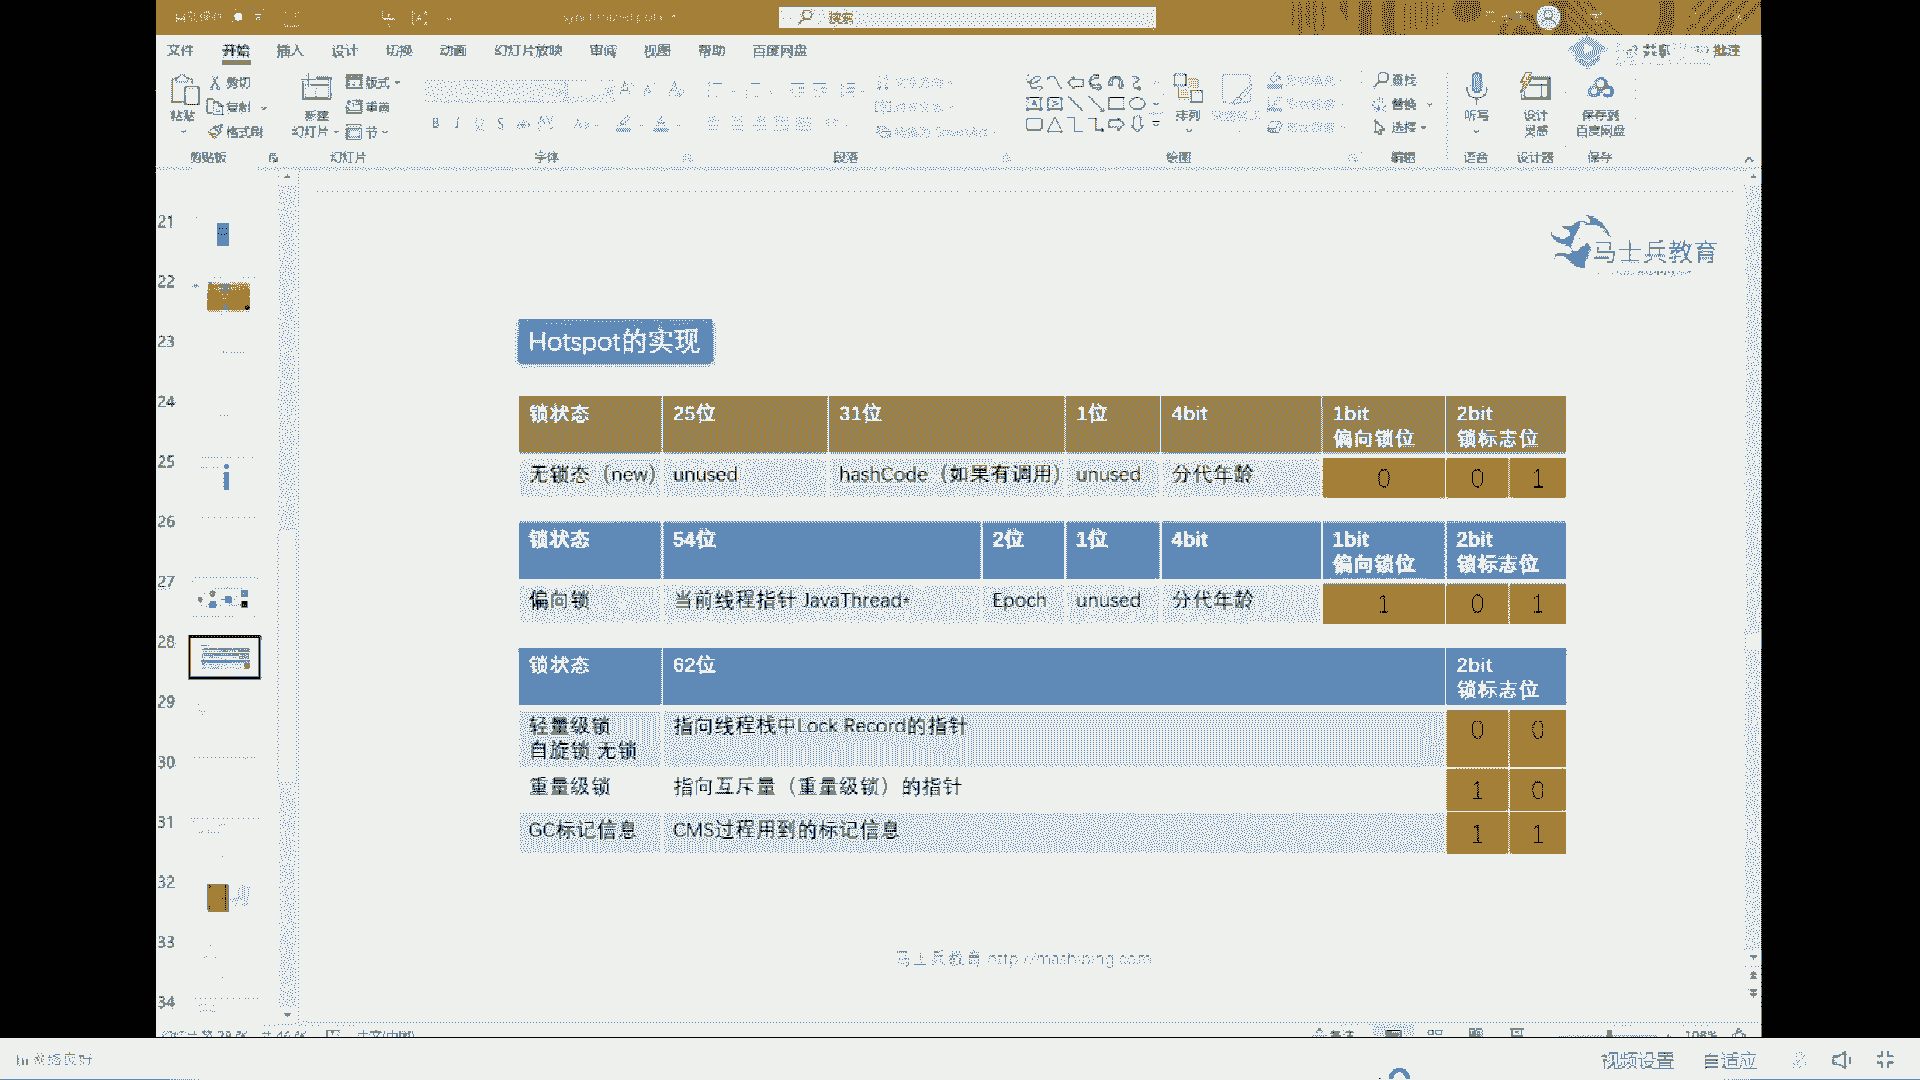 搜索
文件 开始 插入 设计 切换 动画 幻灯片放映 审阅 视图 帮助 百度网盘
共享 批注
剪切
复制
格式刷
粘贴
新建
幻灯片
版式
重置
节
排列
查找
替换
选择
听写
设计
灵感
保存到
百度网盘
剪贴板 幻灯片 字体 段落 绘图 编辑 语音 设计器 保存
21
22
23
24
25
26
27
28
29
30
31
32
33
34
马士兵教育
Hotspot的实现
锁状态 25位 31位 1位 4bit 1bit 偏向锁位 2bit 锁标志位
无锁态（new） unused hashCode（如果有调用） unused 分代年龄 0 0 1
锁状态 54位 2位 1位 4bit 1bit 偏向锁位 2bit 锁标志位
偏向锁 当前线程指针 JavaThread* Epoch unused 分代年龄 1 0 1
锁状态 62位 2bit 锁标志位
轻量级锁 自旋锁 无锁 指向线程栈中Lock Record的指针 0 0
重量级锁 指向互斥量（重量级锁）的指针 1 0
GC标记信息 CMS过程用到的标记信息 1 1
马士兵教育 http://mashibing.com
网络良好
视频设置 自适应